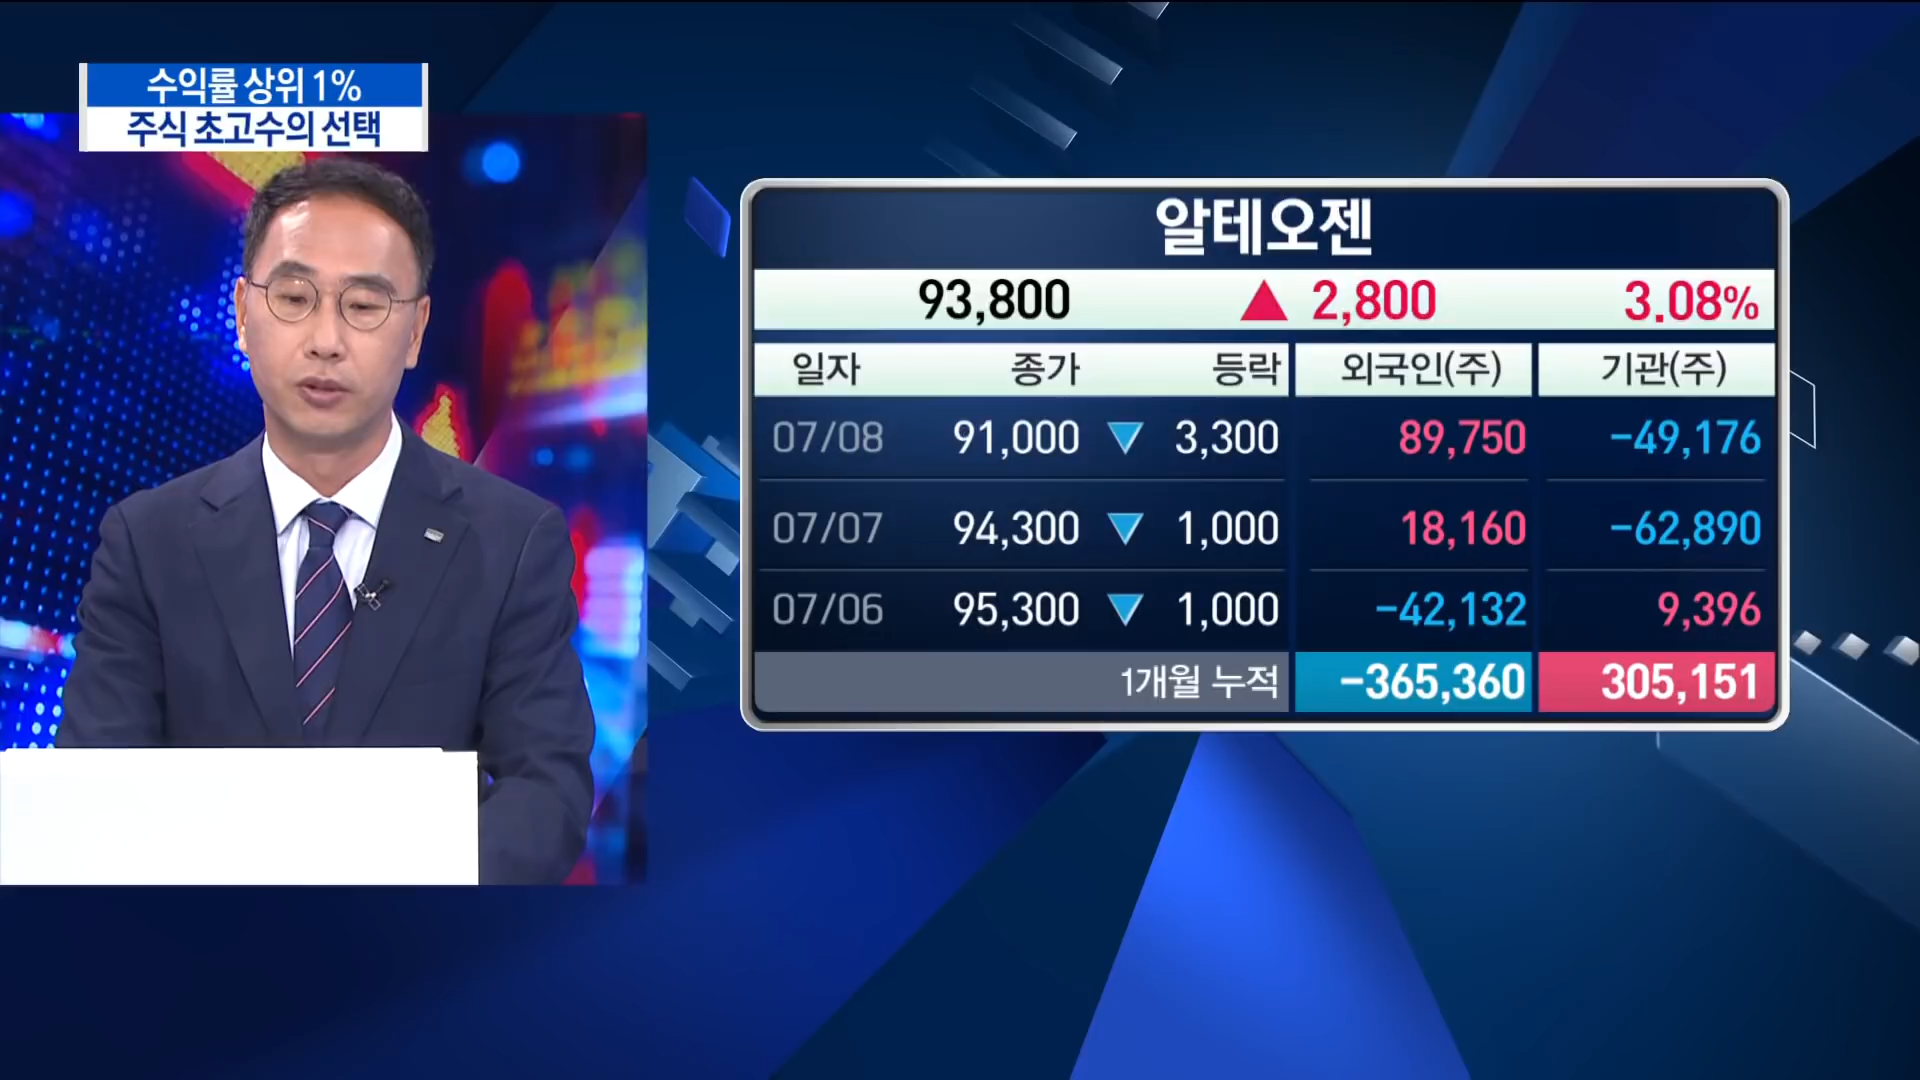 수익률 상위 1%
주식 초고수의 선택
알테오젠
93,800 ▲ 2,800 3.08%
일자 종가 등락 외국인(주) 기관(주)
07/08 91,000 ▼ 3,300 89,750 -49,176
07/07 94,300 ▼ 1,000 18,160 -62,890
07/06 95,300 ▼ 1,000 -42,132 9,396
1개월 누적 -365,360 305,151